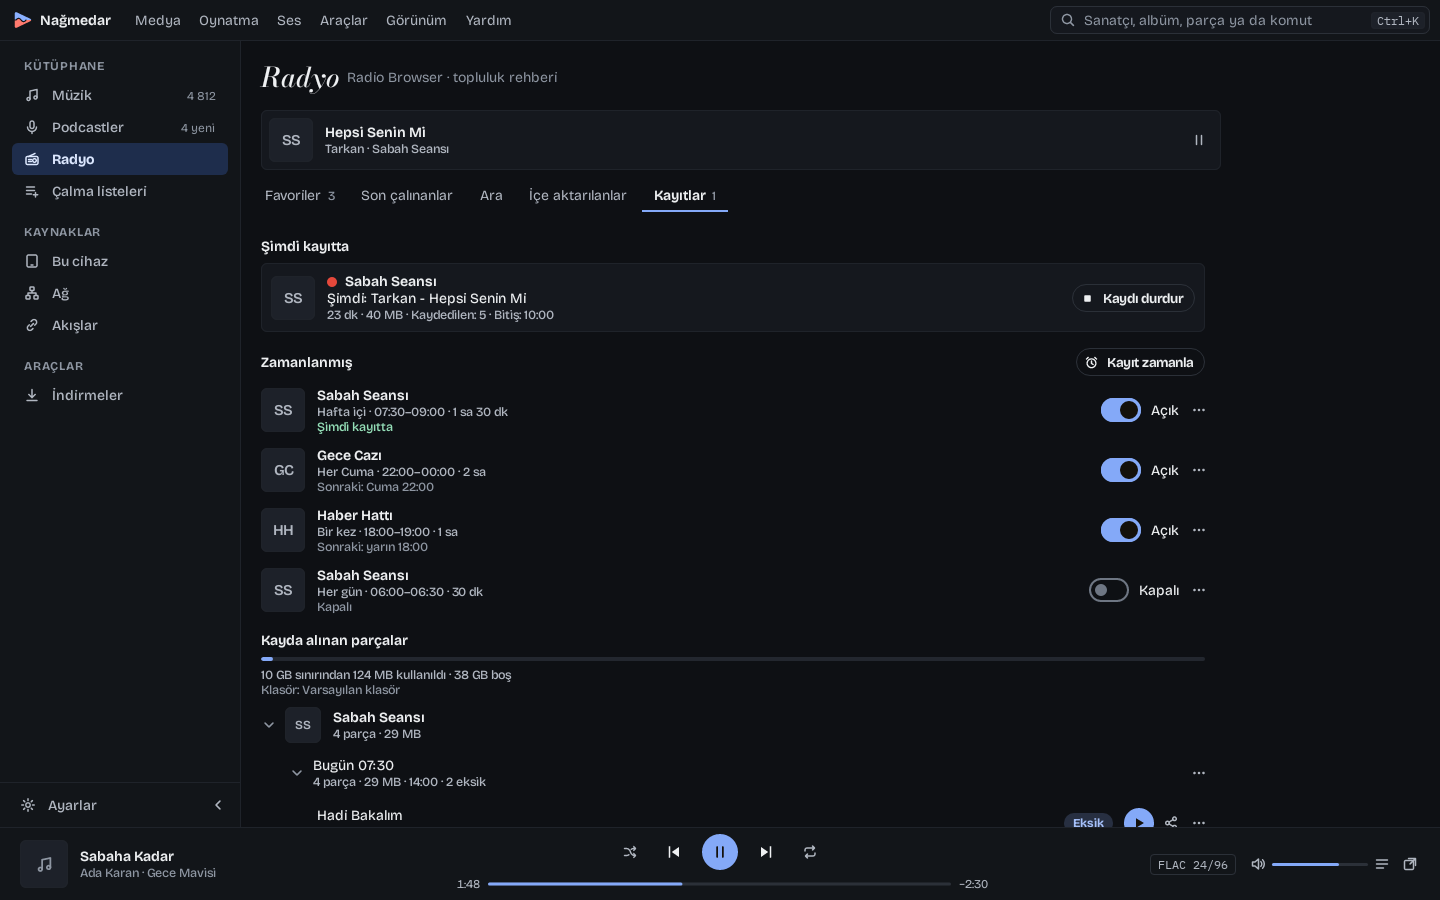 Nağmedar
Medya
Oynatma
Ses
Araçlar
Görünüm
Yardım
Sanatçı, albüm, parça ya da komut
Ctrl+K
KÜTÜPHANE
Müzik
4 812
Podcastler
4 yeni
Radyo
Çalma listeleri
KAYNAKLAR
Bu cihaz
Ağ
Akışlar
ARAÇLAR
İndirmeler
Ayarlar
Radyo
Radio Browser · topluluk rehberi
SS
Hepsi Senin Mi
Tarkan · Sabah Seansı
Favoriler 3
Son çalınanlar
Ara
İçe aktarılanlar
Kayıtlar 1
Şimdi kayıtta
SS
Sabah Seansı
Şimdi: Tarkan - Hepsi Senin Mi
23 dk · 40 MB · Kaydedilen: 5 · Bitiş: 10:00
Kaydı durdur
Zamanlanmış
Kayıt zamanla
SS
Sabah Seansı
Hafta içi · 07:30–09:00 · 1 sa 30 dk
Şimdi kayıtta
Açık
GC
Gece Cazı
Her Cuma · 22:00–00:00 · 2 sa
Sonraki: Cuma 22:00
Açık
HH
Haber Hattı
Bir kez · 18:00–19:00 · 1 sa
Sonraki: yarın 18:00
Açık
SS
Sabah Seansı
Her gün · 06:00–06:30 · 30 dk
Kapalı
Kapalı
Kayda alınan parçalar
10 GB sınırından 124 MB kullanıldı · 38 GB boş
Klasör: Varsayılan klasör
SS
Sabah Seansı
4 parça · 29 MB
Bugün 07:30
4 parça · 29 MB · 14:00 · 2 eksik
Hadi Bakalım
Eksik
Sabaha Kadar
Ada Karan · Gece Mavisi
1:48
−2:30
FLAC 24/96